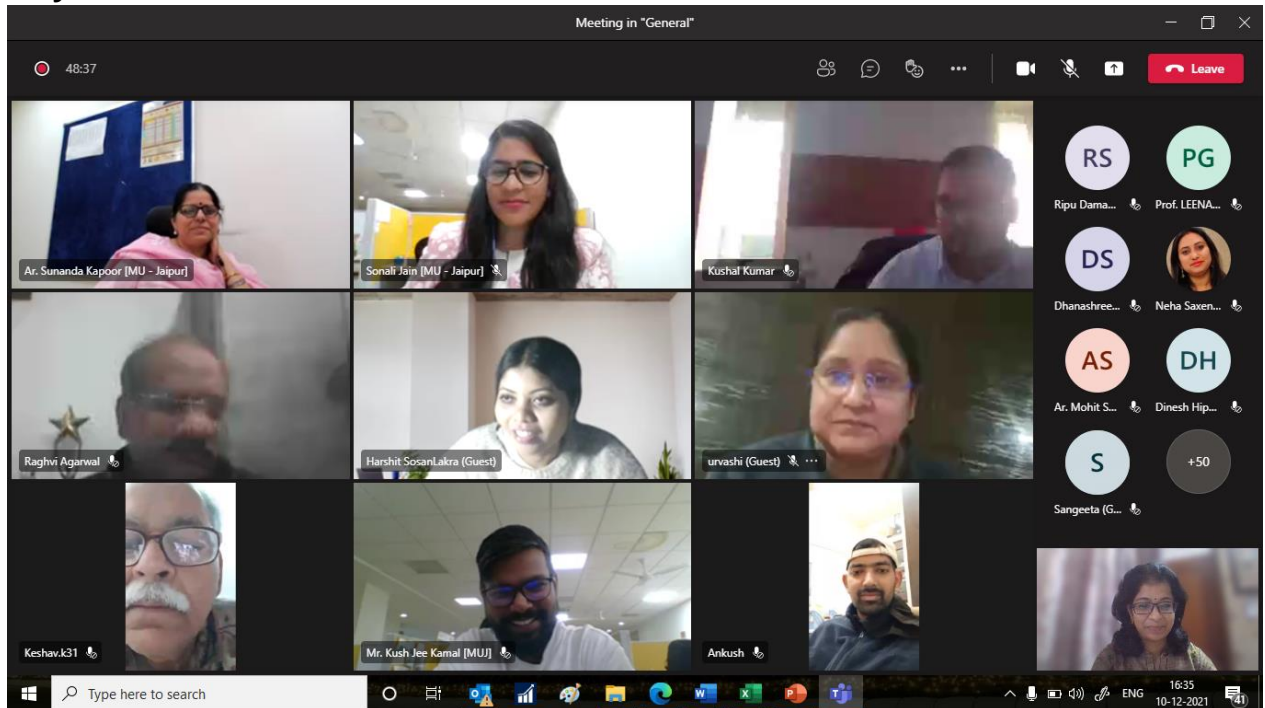 Meeting in "General"
48:37
Leave
Ar. Sunanda Kapoor [MU - Jaipur]
Sonali Jain [MU - Jaipur]
Kushal Kumar
RS
Ripu Dama...
PG
Prof. LEENA...
DS
Dhanashree...
Neha Saxen...
Raghvi Agarwal
Harshit SosanLakra (Guest)
urvashi (Guest)
AS
Ar. Mohit S...
DH
Dinesh Hip...
S
Sangeeta (G...
+50
Keshav.k31
Mr. Kush Jee Kamal [MUJ]
Ankush
Type here to search
ENG
16:35
10-12-2021
41